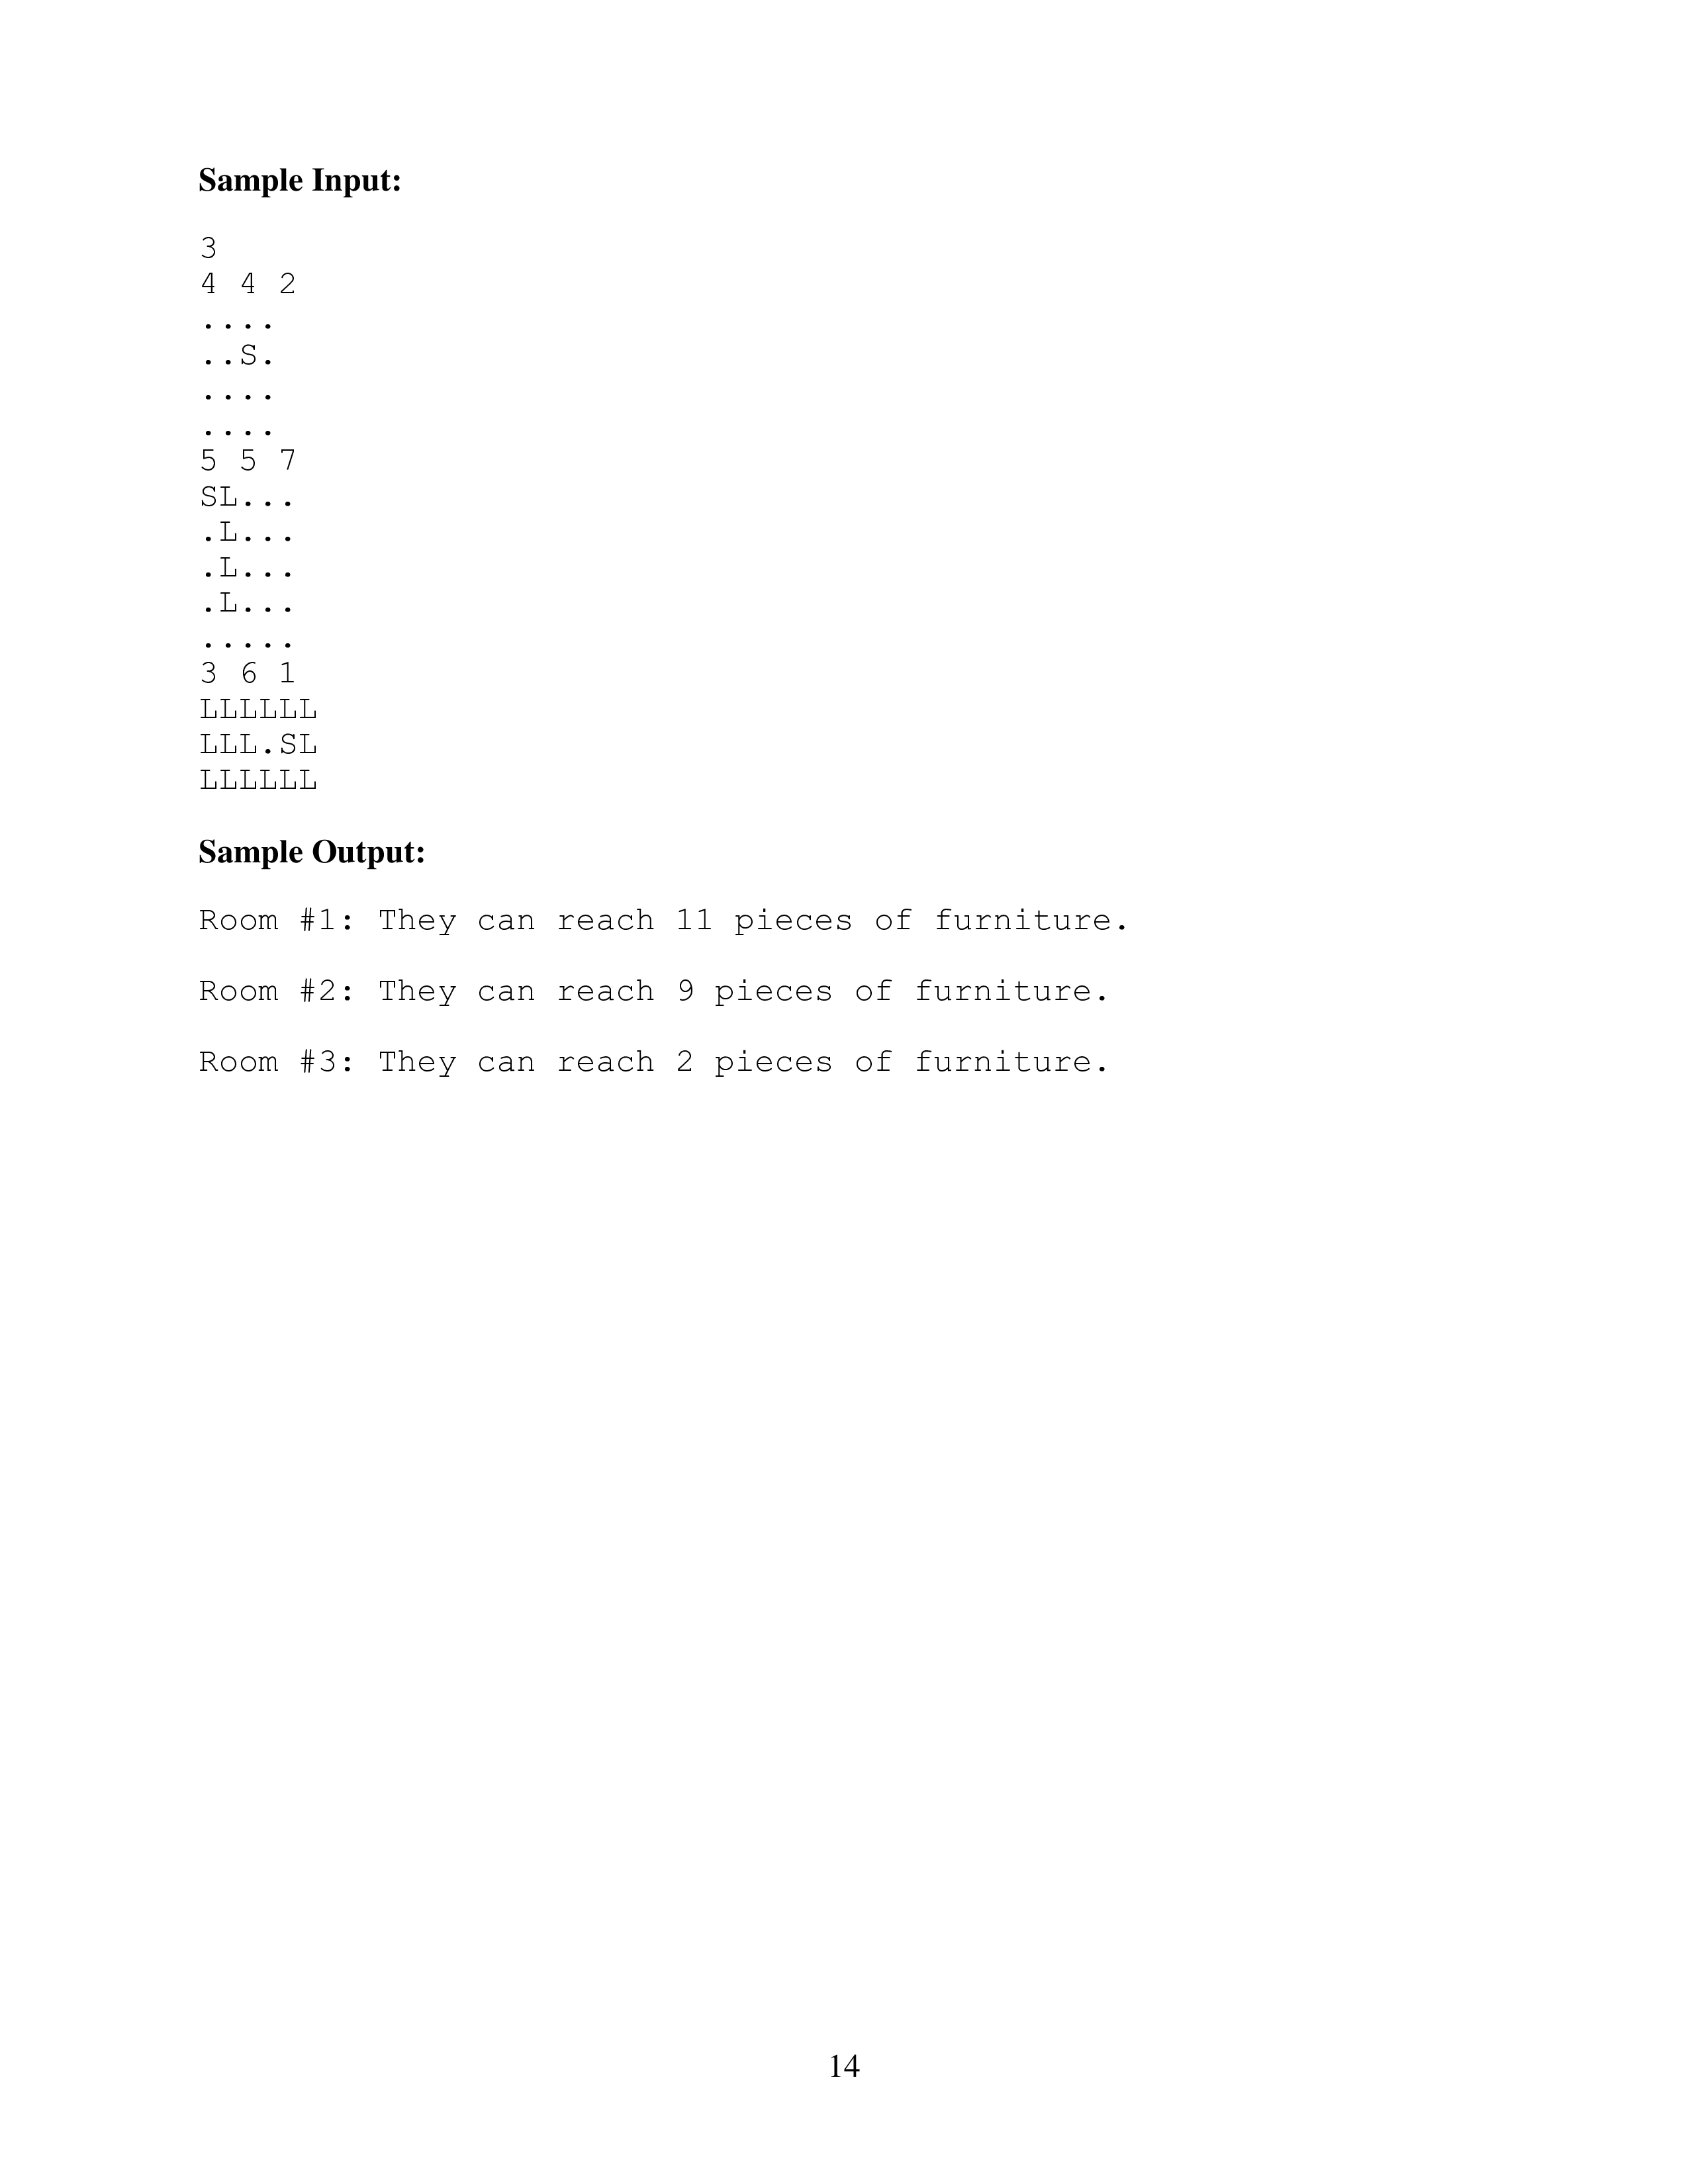 Sample Input:
3
4 4 2
....
..S.
....
....
5 5 7
SL...
.L...
.L...
.L...
.....
3 6 1
LLLLLL
LLL.SL
LLLLLL
Sample Output:
Room #1: They can reach 11 pieces of furniture.
Room #2: They can reach 9 pieces of furniture.
Room #3: They can reach 2 pieces of furniture.
14